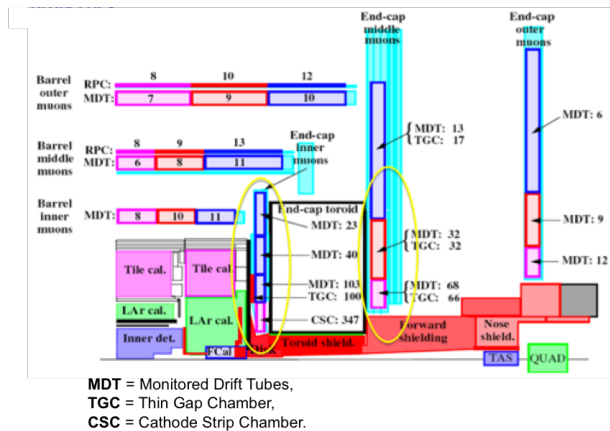 End-cap
middle
muons
End-cap
outer
muons
Barrel
outer
muons
8 10 12
RPC:
MDT: 7 9 10
MDT: 13
TGC: 17
MDT: 6
Barrel
middle
muons
8 9 13
RPC:
MDT: 6 8 11
End-cap
inner
muons
Barrel
inner
muons
MDT: 8 10 11
End-cap toroid
MDT: 23
MDT: 32
TGC: 32
MDT: 9
MDT: 40
MDT: 12
Tile cal. Tile cal.
MDT: 103
TGC: 100
MDT: 68
TGC: 66
LAr cal.
LAr cal.
CSC: 347
Inner det.
FCal
Disk
Toroid shield.
Forward
shielding
Nose
shield.
TAS
QUAD
MDT = Monitored Drift Tubes,
TGC = Thin Gap Chamber,
CSC = Cathode Strip Chamber.